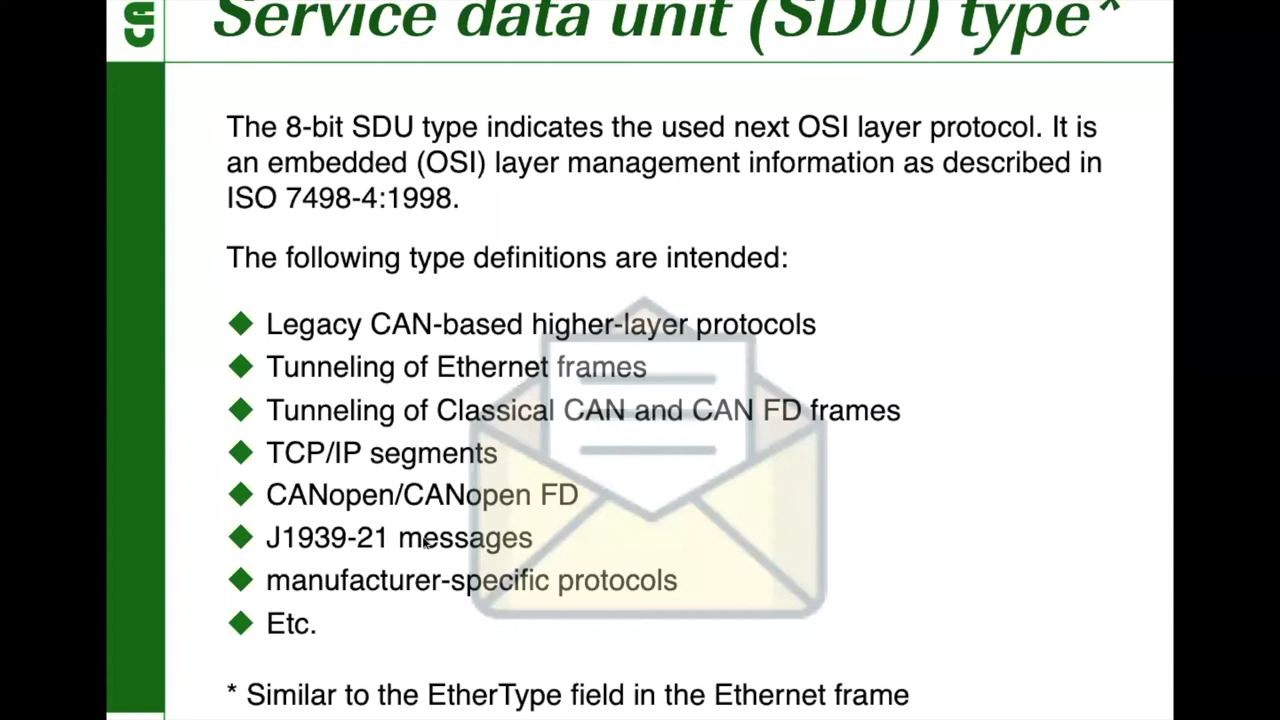 Service data unit (SDU) type*
The 8-bit SDU type indicates the used next OSI layer protocol. It is
an embedded (OSI) layer management information as described in
ISO 7498-4:1998.
The following type definitions are intended:
Legacy CAN-based higher-layer protocols
Tunneling of Ethernet frames
Tunneling of Classical CAN and CAN FD frames
TCP/IP segments
CANopen/CANopen FD
J1939-21 messages
manufacturer-specific protocols
Etc.
* Similar to the EtherType field in the Ethernet frame